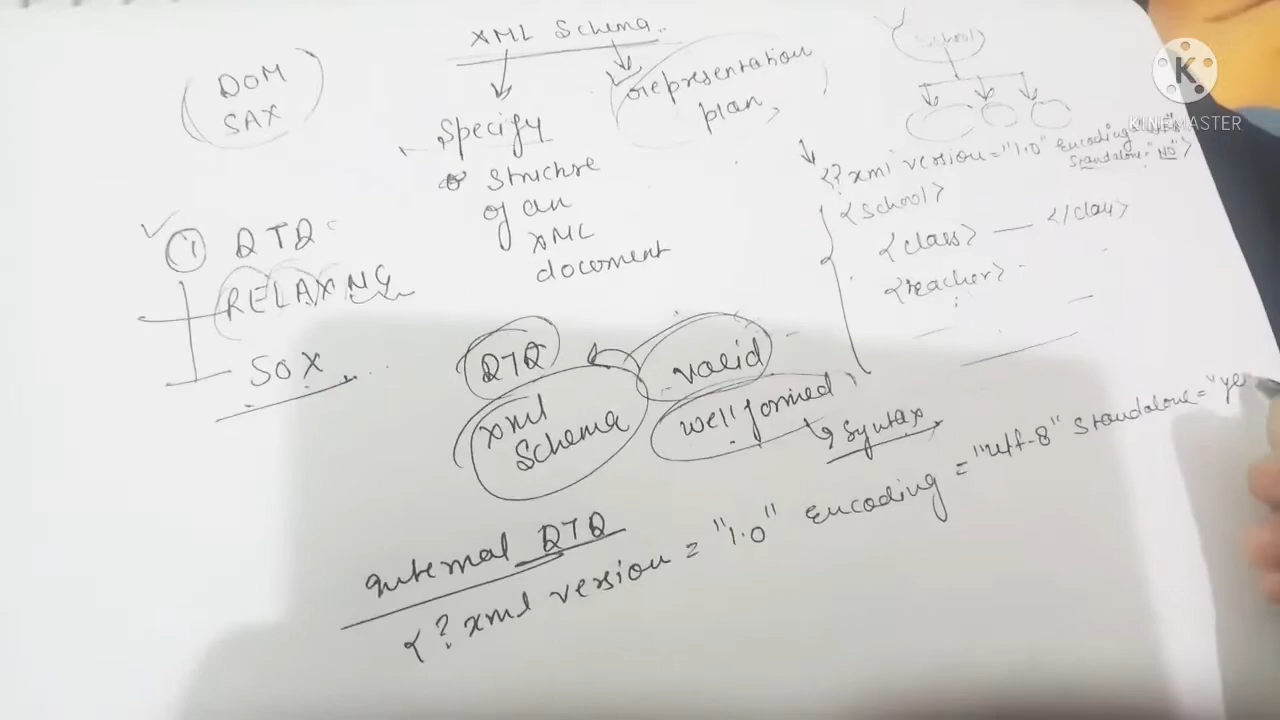 XML Schema..
DOM
SAX
Specify
structure
of an
XML
document
representation
plan,
School
KINEMASTER
<?xml version="1.0" Encoding=
Standalone="NO">
<School>
<class> — </class>
<teacher>
① DTD
RELAXING
SOX
DTD
valid
xml
Schema
well formed
Syntax
internal DTD
<?xml version = "1.0" Encoding = "utf-8" Standalone="yes